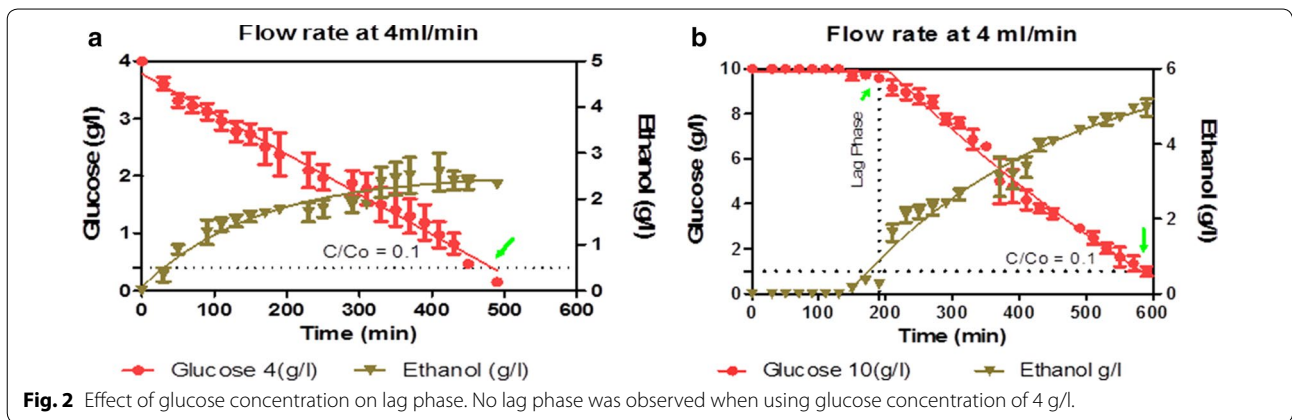 a
Flow rate at 4ml/min
4
3
2
1
0
5
4
3
2
1
0
Glucose (g/l)
Ethanol (g/l)
C/Co = 0.1
0 100 200 300 400 500 600
Time (min)
Glucose 4(g/l) Ethanol (g/l)
b
Flow rate at 4 ml/min
10
8
6
4
2
0
6
4
2
0
Glucose (g/l)
Ethanol (g/l)
Lag Phase
C/Co = 0.1
0 100 200 300 400 500 600
Time (min)
Glucose 10(g/l) Ethanol g/l
Fig. 2 Effect of glucose concentration on lag phase. No lag phase was observed when using glucose concentration of 4 g/l.